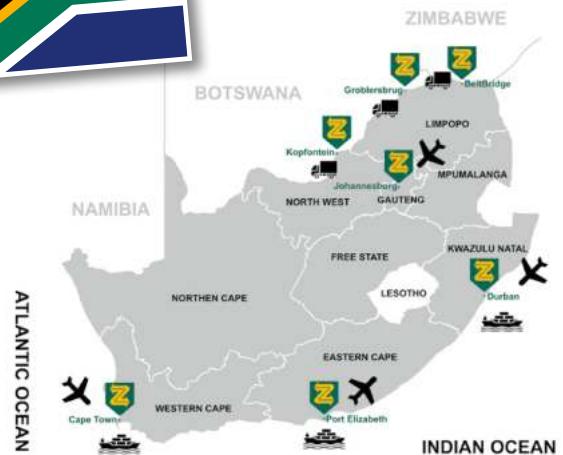 ZIMBABWE
BOTSWANA
Groblersbrug
BeitBridge
LIMPOPO
Kopfontein
Johannesburg
MPUMALANGA
NORTH WEST
GAUTENG
NAMIBIA
KWAZULU NATAL
FREE STATE
LESOTHO
Durban
NORTHEN CAPE
ATLANTIC OCEAN
EASTERN CAPE
Cape Town
WESTERN CAPE
Port Elizabeth
INDIAN OCEAN
Z
Z
Z
Z
Z
Z
Z